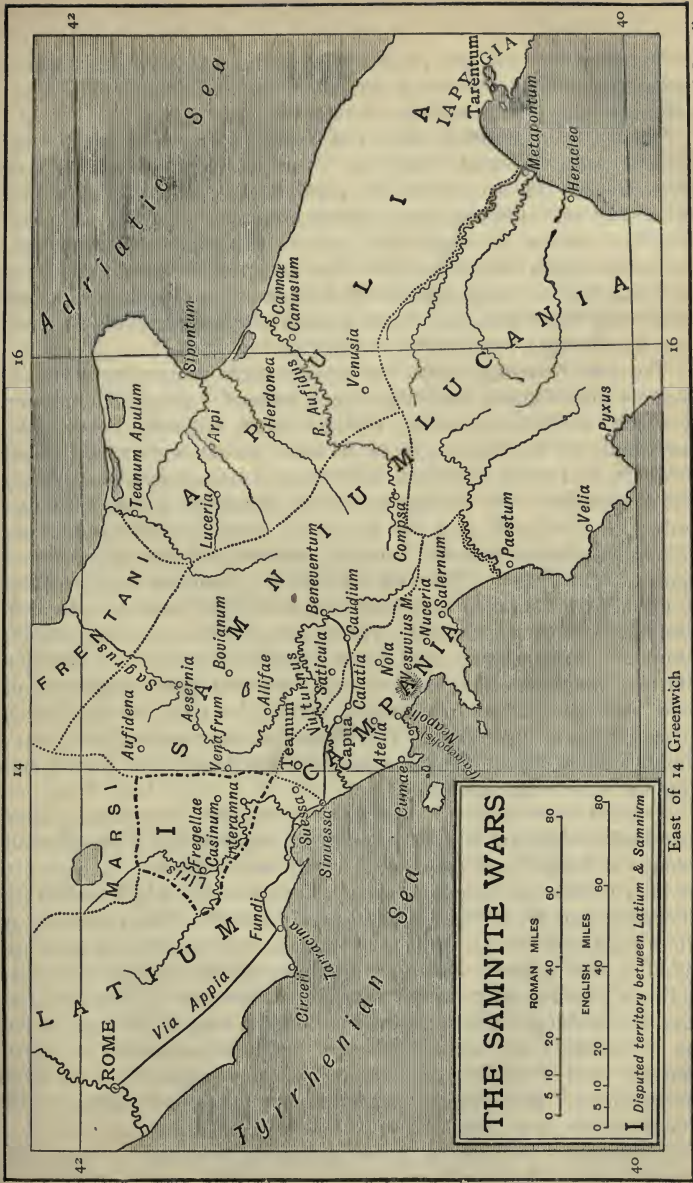 THE SAMNITE WARS
ROMAN MILES
0 5 10 20 40 60 80
ENGLISH MILES
0 5 10 20 40 60 80
I Disputed territory between Latium & Samnium
East of 14 Greenwich
42
14
16
42
40
16
40
Adriatic Sea
Tyrrhenian Sea
LATIUM
MARSI
I
FRENTANI
SAMNIUM
APULIA
CAMPANIA
LUCANIA
IAPYGIA
ROME
Via Appia
Circeii
Tarracina
Fundi
Liris
Fregellae
Casinum
Interamna
Suessa
Sinuessa
Aufidena
Sagrus
Aesernia
Bovianum
Venafrum
Allifae
Teanum
Vulturnus
Saticula
Beneventum
Caudium
Calatia
Capua
Atella
Nola
Vesuvius M.
Cumae
(Palaepolis)
Neapolis
Nuceria
Salernum
Compsa
Teanum Apulum
Luceria
Arpi
Sipontum
Herdonea
R. Aufidus
Cannae
Canusium
Venusia
Paestum
Velia
Pyxus
Tarentum
Metapontum
Heraclea